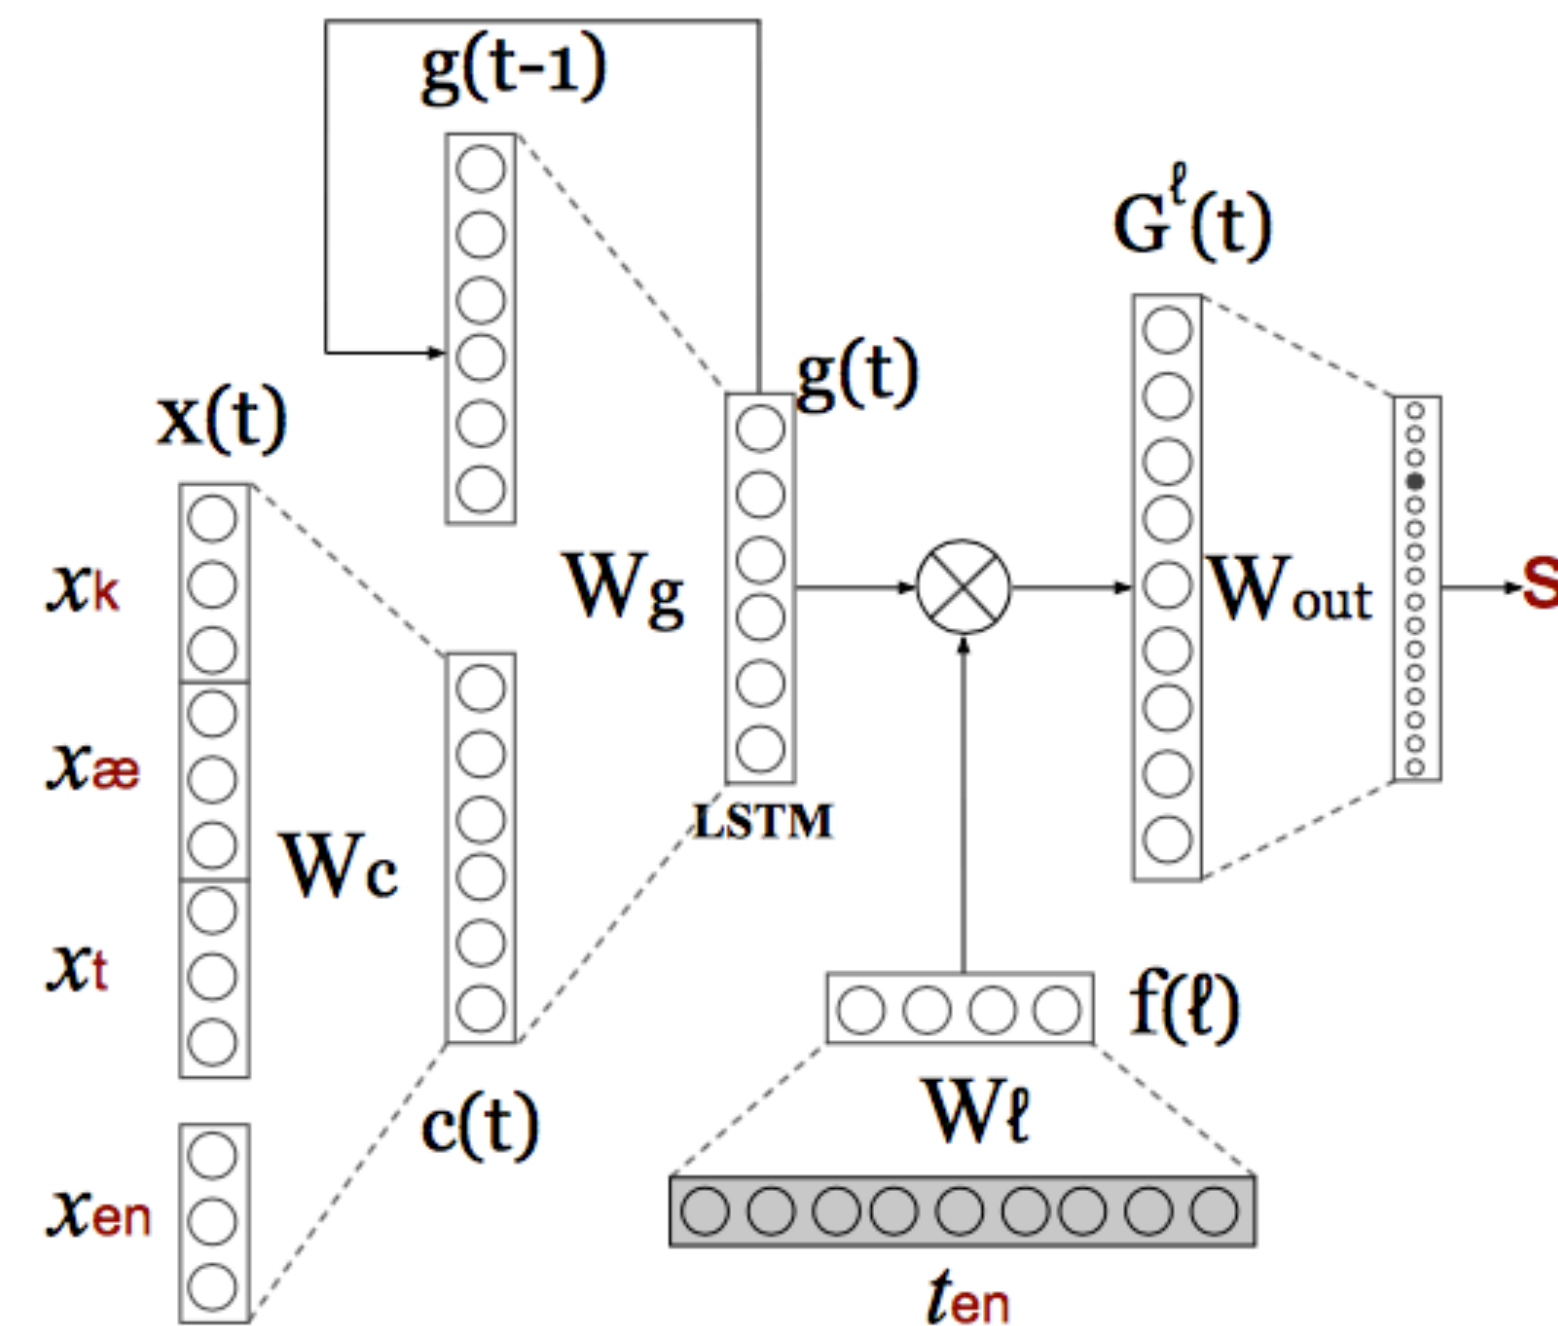 g(t-1)
G^ℓ(t)
g(t)
x(t)
xk
Wg
Wout
s
xæ
LSTM
Wc
xt
f(ℓ)
Wℓ
c(t)
xen
ten